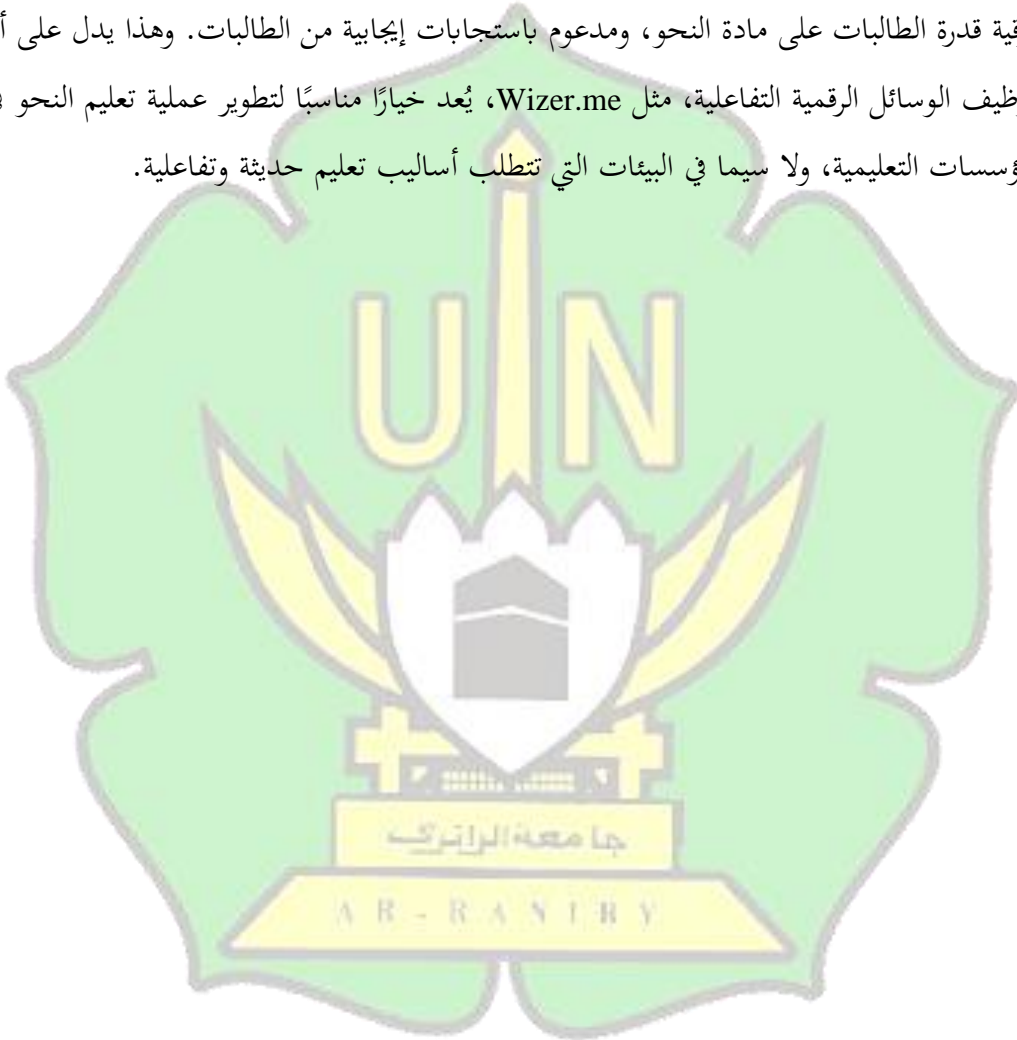 قية قدرة الطالبات على مادة النحو، ومدعوم باستجابات إيجابية من الطالبات. وهذا يدل على
ظيف الوسائل الرقمية التفاعلية، مثل Wizer.me، يُعد خيارًا مناسبًا لتطوير عملية تعليم النحو
ؤسسات التعليمية، ولا سيما في البيئات التي تتطلب أساليب تعليم حديثة وتفاعلية.
UIN
جامعة الرانري
AR-RANIRY